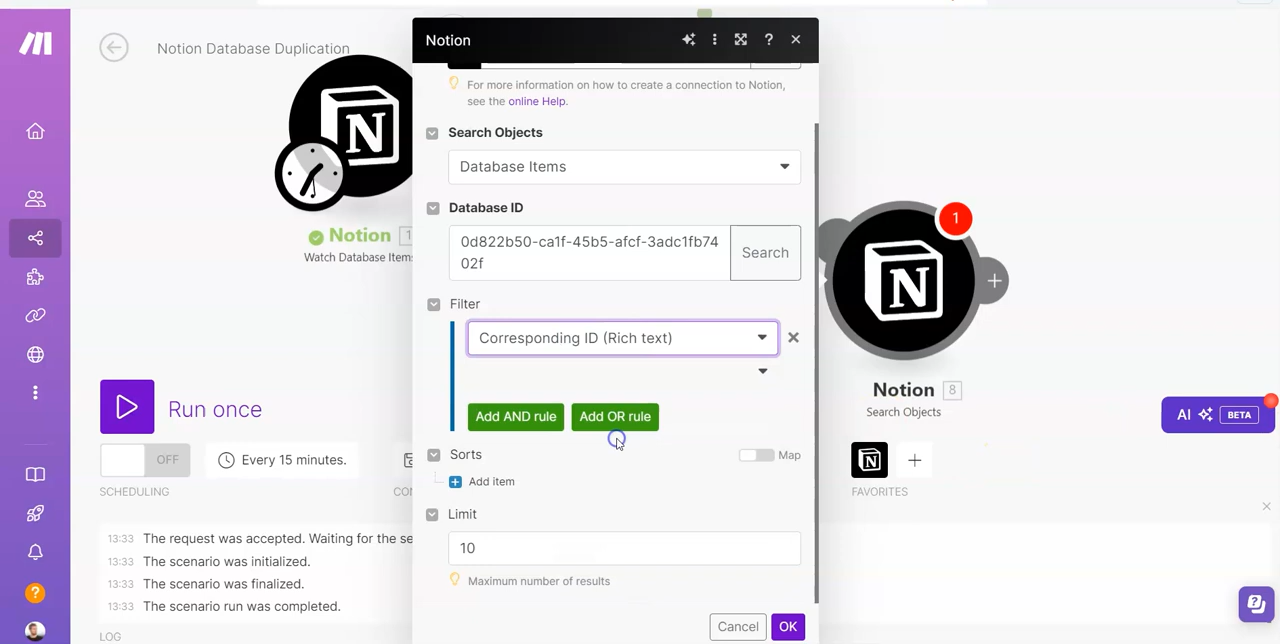 Notion Database Duplication
Notion
For more information on how to create a connection to Notion,
see the online Help.
Search Objects
Database Items
Database ID
0d822b50-ca1f-45b5-afcf-3adc1fb74
02f
Search
Filter
Corresponding ID (Rich text)
Add AND rule
Add OR rule
Sorts
Map
Add item
Limit
10
Maximum number of results
Cancel
OK
Notion 1
Watch Database Items
Run once
OFF
Every 15 minutes.
SCHEDULING
CON
13:33 The request was accepted. Waiting for the se
13:33 The scenario was initialized.
13:33 The scenario was finalized.
13:33 The scenario run was completed.
LOG
1
Notion 8
Search Objects
FAVORITES
AI BETA